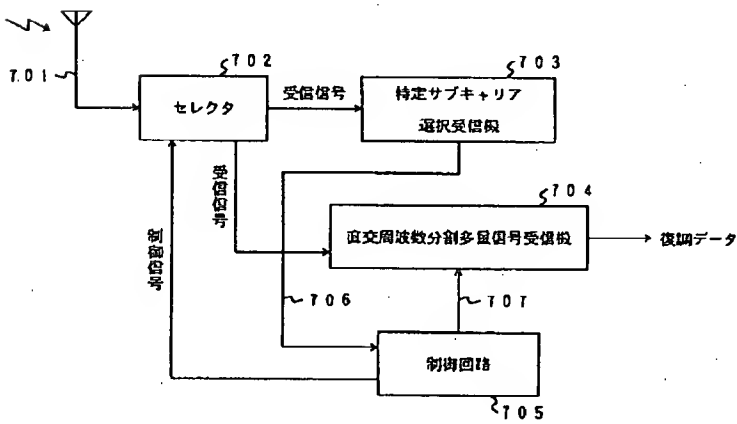 701
702
セレクタ
受信信号
703
特定サブキャリア
選択受信機
受信信号
制御信号
704
直交周波数分割多重信号受信機
復調データ
706
707
制御回路
705